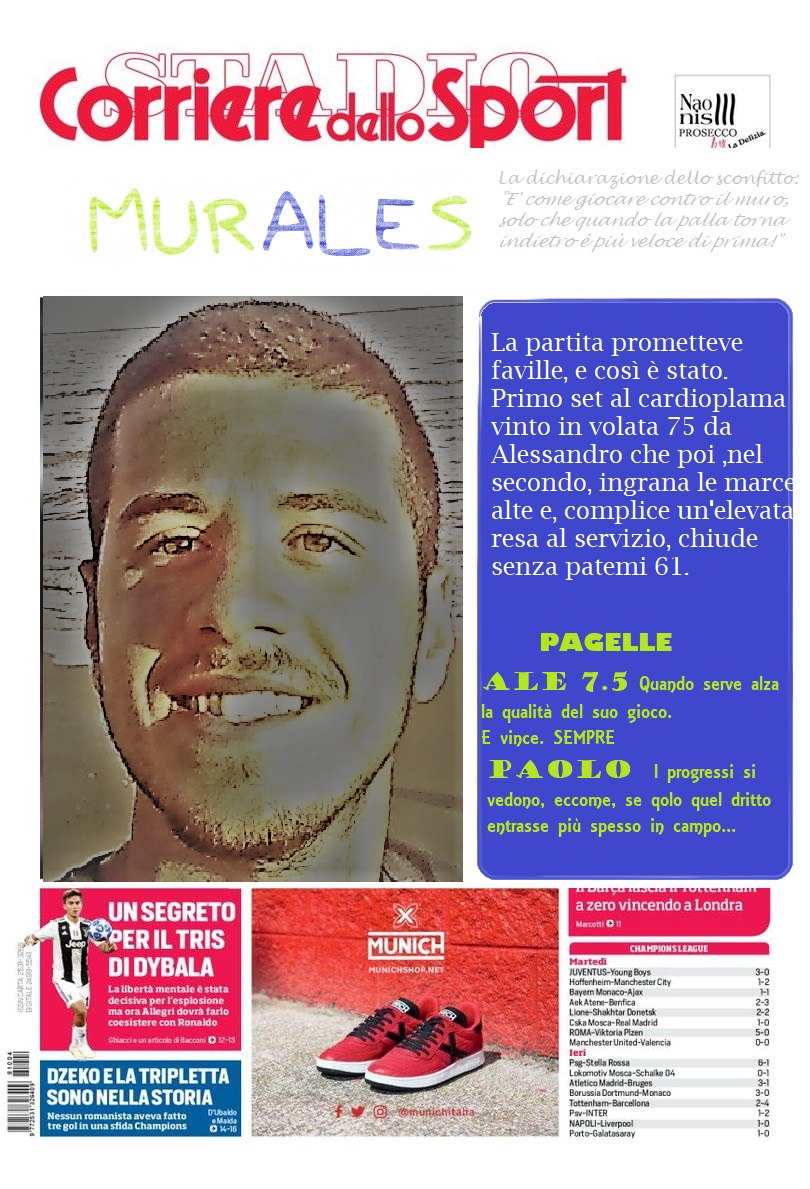 STADIO
Corriere dello Sport
Nao
nis
PROSECCO
by La Delizia.
MURALES
La dichiarazione dello sconfitto:
"E' come giocare contro il muro,
solo che quando la palla torna
indietro è più veloce di prima!"
La partita prometteve
faville, e così è stato.
Primo set al cardioplama
vinto in volata 75 da
Alessandro che poi ,nel
secondo, ingrana le marce
alte e, complice un'elevata
resa al servizio, chiude
senza patemi 61.
PAGELLE
ALE 7.5 Quando serve alza
la qualità del suo gioco.
E vince. SEMPRE
PAOLO I progressi si
vedono, eccome, se qolo quel dritto
entrasse più spesso in campo...
UN SEGRETO
PER IL TRIS
DI DYBALA
La libertà mentale è stata
decisiva per l'esplosione
ma ora Allegri dovrà farlo
coesistere con Ronaldo
Ghiacci e un articolo di Bacconi 12-13
Jeep
DZEKO E LA TRIPLETTA
SONO NELLA STORIA
Nessun romanista aveva fatto
tre gol in una sfida Champions
D'Ubaldo
e Maida
14-16
MUNICH
MUNICHSHOP.NET
@munichitalia
Il Barça lascia il Tottenham
a zero vincendo a Londra
Marcotti 11
CHAMPIONS LEAGUE
Martedì
JUVENTUS-Young Boys 3-0
Hoffenheim-Manchester City 1-2
Bayern Monaco-Ajax 1-1
Aek Atene-Benfica 2-3
Lione-Shakhtar Donetsk 2-2
Cska Mosca-Real Madrid 1-0
ROMA-Viktoria Plzen 5-0
Manchester United-Valencia 0-0
Ieri
Psg-Stella Rossa 6-1
Lokomotiv Mosca-Schalke 04 0-1
Atletico Madrid-Bruges 3-1
Borussia Dortmund-Monaco 3-0
Tottenham-Barcellona 2-4
Psv-INTER 1-2
NAPOLI-Liverpool 1-0
Porto-Galatasaray 1-0
81004